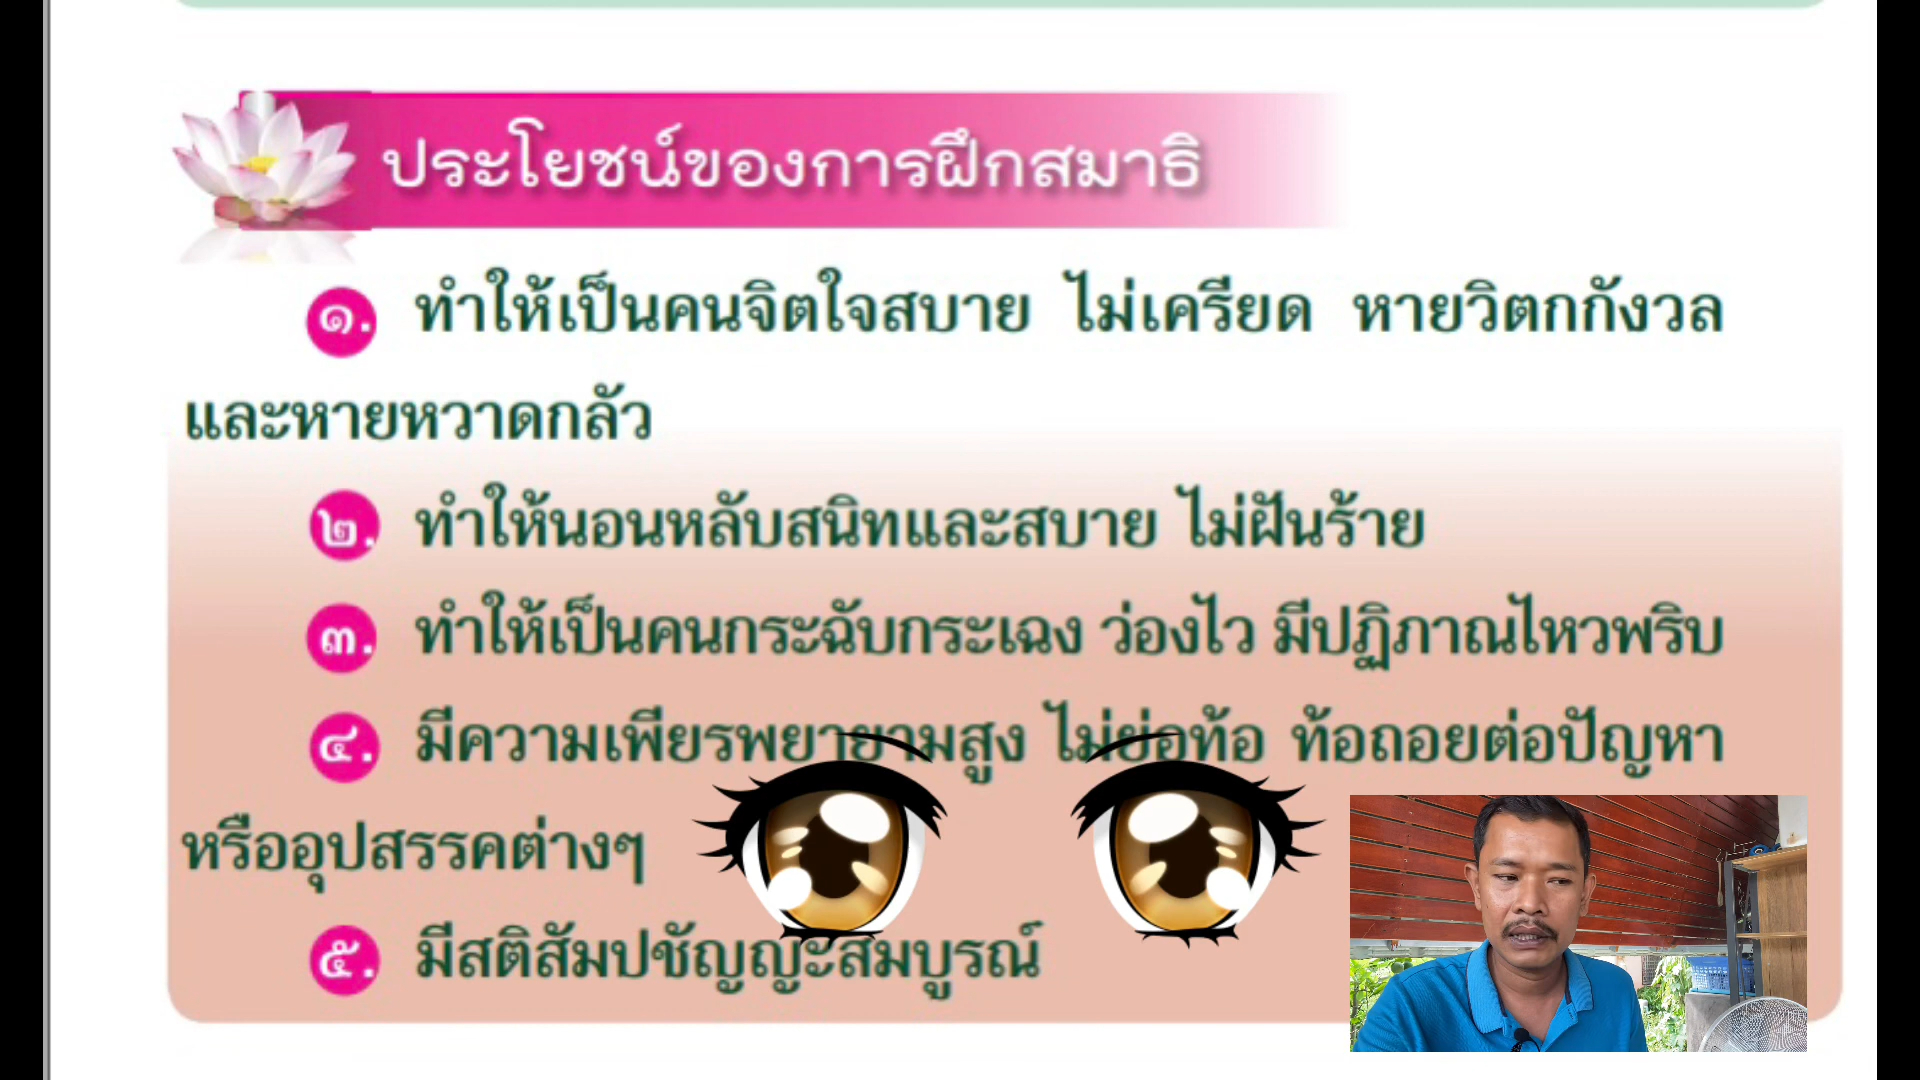 ประโยชน์ของการฝึกสมาธิ
๑. ทำให้เป็นคนจิตใจสบาย ไม่เครียด หายวิตกกังวล
และหายหวาดกลัว
๒. ทำให้นอนหลับสนิทและสบาย ไม่ฝันร้าย
๓. ทำให้เป็นคนกระฉับกระเฉง ว่องไว มีปฏิภาณไหวพริบ
๔. มีความเพียรพยายามสูง ไม่ย่อท้อ ท้อถอยต่อปัญหา
หรืออุปสรรคต่างๆ
๕. มีสติสัมปชัญญะสมบูรณ์